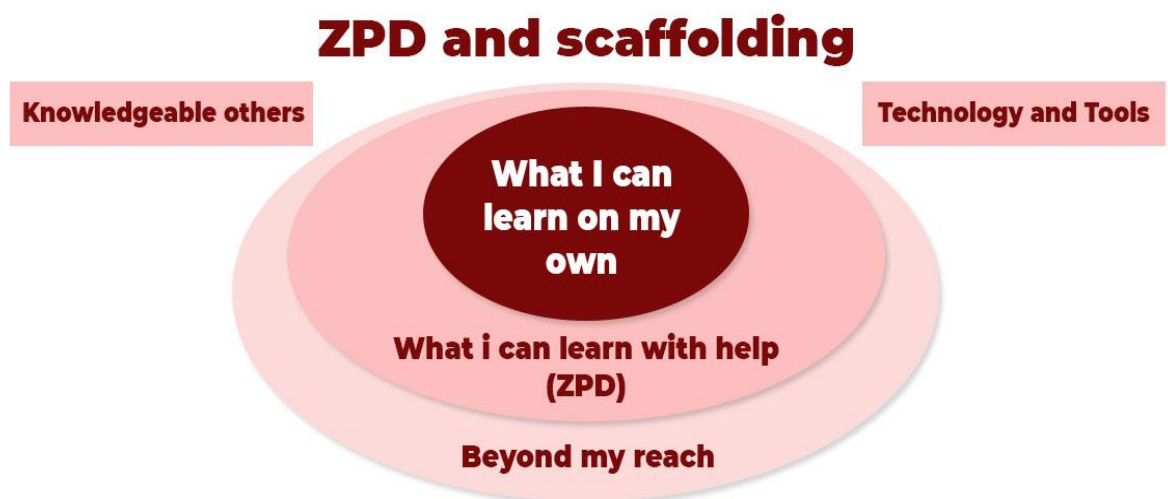 ZPD and scaffolding
Knowledgeable others
Technology and Tools
What I can
learn on my
own
What i can learn with help
(ZPD)
Beyond my reach